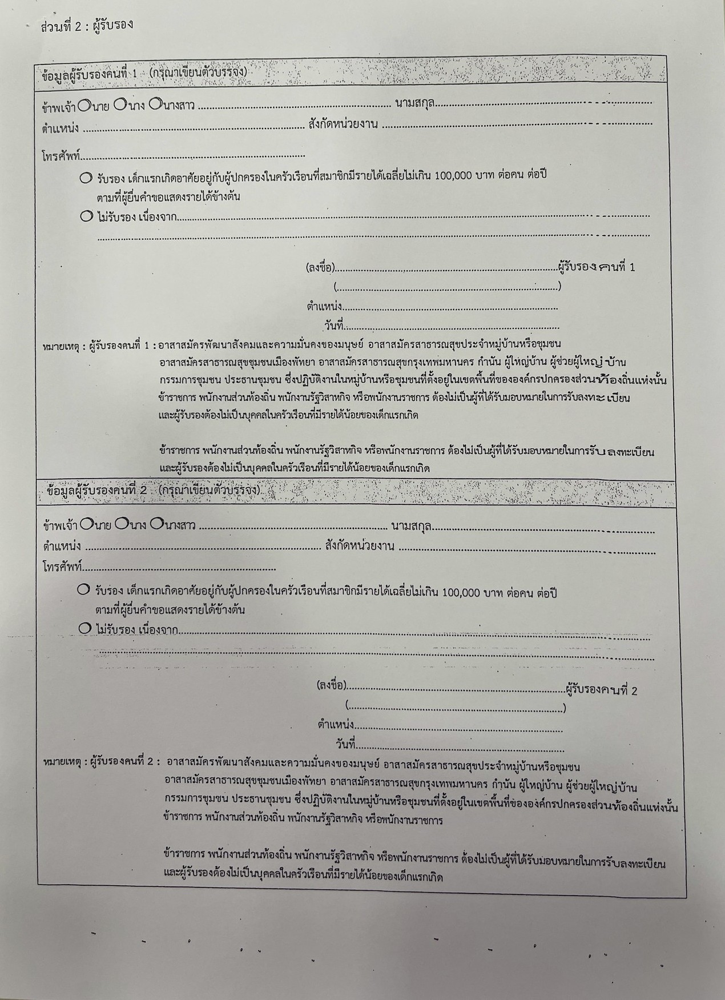 ส่วนที่ 2 : ผู้รับรอง
ข้อมูลผู้รับรองคนที่ 1 (กรุณาเขียนตัวบรรจง)
ข้าพเจ้า ◯นาย ◯นาง ◯นางสาว .......................................................... นามสกุล..........................................................
ตำแหน่ง .......................................................... สังกัดหน่วยงาน ..........................................................
โทรศัพท์..........................................................
◯ รับรอง เด็กแรกเกิดอาศัยอยู่กับผู้ปกครองในครัวเรือนที่สมาชิกมีรายได้เฉลี่ยไม่เกิน 100,000 บาท ต่อคน ต่อปี
ตามที่ผู้ยื่นคำขอแสดงรายได้ข้างต้น
◯ ไม่รับรอง เนื่องจาก..........................................................
..........................................................
(ลงชื่อ)..........................................................ผู้รับรองคนที่ 1
(..........................................................)
ตำแหน่ง..........................................................
วันที่..........................................................
หมายเหตุ : ผู้รับรองคนที่ 1 : อาสาสมัครพัฒนาสังคมและความมั่นคงของมนุษย์ อาสาสมัครสาธารณสุขประจำหมู่บ้านหรือชุมชน
อาสาสมัครสาธารณสุขชุมชนเมืองพัทยา อาสาสมัครสาธารณสุขกรุงเทพมหานคร กำนัน ผู้ใหญ่บ้าน ผู้ช่วยผู้ใหญ่บ้าน
กรรมการชุมชน ประธานชุมชน ซึ่งปฏิบัติงานในหมู่บ้านหรือชุมชนที่ตั้งอยู่ในเขตพื้นที่ขององค์กรปกครองส่วนท้องถิ่นแห่งนั้น
ข้าราชการ พนักงานส่วนท้องถิ่น พนักงานรัฐวิสาหกิจ หรือพนักงานราชการ ต้องไม่เป็นผู้ที่ได้รับมอบหมายในการรับลงทะเบียน
และผู้รับรองต้องไม่เป็นบุคคลในครัวเรือนที่มีรายได้น้อยของเด็กแรกเกิด
ข้าราชการ พนักงานส่วนท้องถิ่น พนักงานรัฐวิสาหกิจ หรือพนักงานราชการ ต้องไม่เป็นผู้ที่ได้รับมอบหมายในการรับลงทะเบียน
และผู้รับรองต้องไม่เป็นบุคคลในครัวเรือนที่มีรายได้น้อยของเด็กแรกเกิด
ข้อมูลผู้รับรองคนที่ 2 (กรุณาเขียนตัวบรรจง)
ข้าพเจ้า ◯นาย ◯นาง ◯นางสาว .......................................................... นามสกุล..........................................................
ตำแหน่ง .......................................................... สังกัดหน่วยงาน ..........................................................
โทรศัพท์..........................................................
◯ รับรอง เด็กแรกเกิดอาศัยอยู่กับผู้ปกครองในครัวเรือนที่สมาชิกมีรายได้เฉลี่ยไม่เกิน 100,000 บาท ต่อคน ต่อปี
ตามที่ผู้ยื่นคำขอแสดงรายได้ข้างต้น
◯ ไม่รับรอง เนื่องจาก..........................................................
..........................................................
(ลงชื่อ)..........................................................ผู้รับรองคนที่ 2
(..........................................................)
ตำแหน่ง..........................................................
วันที่..........................................................
หมายเหตุ : ผู้รับรองคนที่ 2 : อาสาสมัครพัฒนาสังคมและความมั่นคงของมนุษย์ อาสาสมัครสาธารณสุขประจำหมู่บ้านหรือชุมชน
อาสาสมัครสาธารณสุขชุมชนเมืองพัทยา อาสาสมัครสาธารณสุขกรุงเทพมหานคร กำนัน ผู้ใหญ่บ้าน ผู้ช่วยผู้ใหญ่บ้าน
กรรมการชุมชน ประธานชุมชน ซึ่งปฏิบัติงานในหมู่บ้านหรือชุมชนที่ตั้งอยู่ในเขตพื้นที่ขององค์กรปกครองส่วนท้องถิ่นแห่งนั้น
ข้าราชการ พนักงานส่วนท้องถิ่น พนักงานรัฐวิสาหกิจ หรือพนักงานราชการ
ข้าราชการ พนักงานส่วนท้องถิ่น พนักงานรัฐวิสาหกิจ หรือพนักงานราชการ ต้องไม่เป็นผู้ที่ได้รับมอบหมายในการรับลงทะเบียน
และผู้รับรองต้องไม่เป็นบุคคลในครัวเรือนที่มีรายได้น้อยของเด็กแรกเกิด